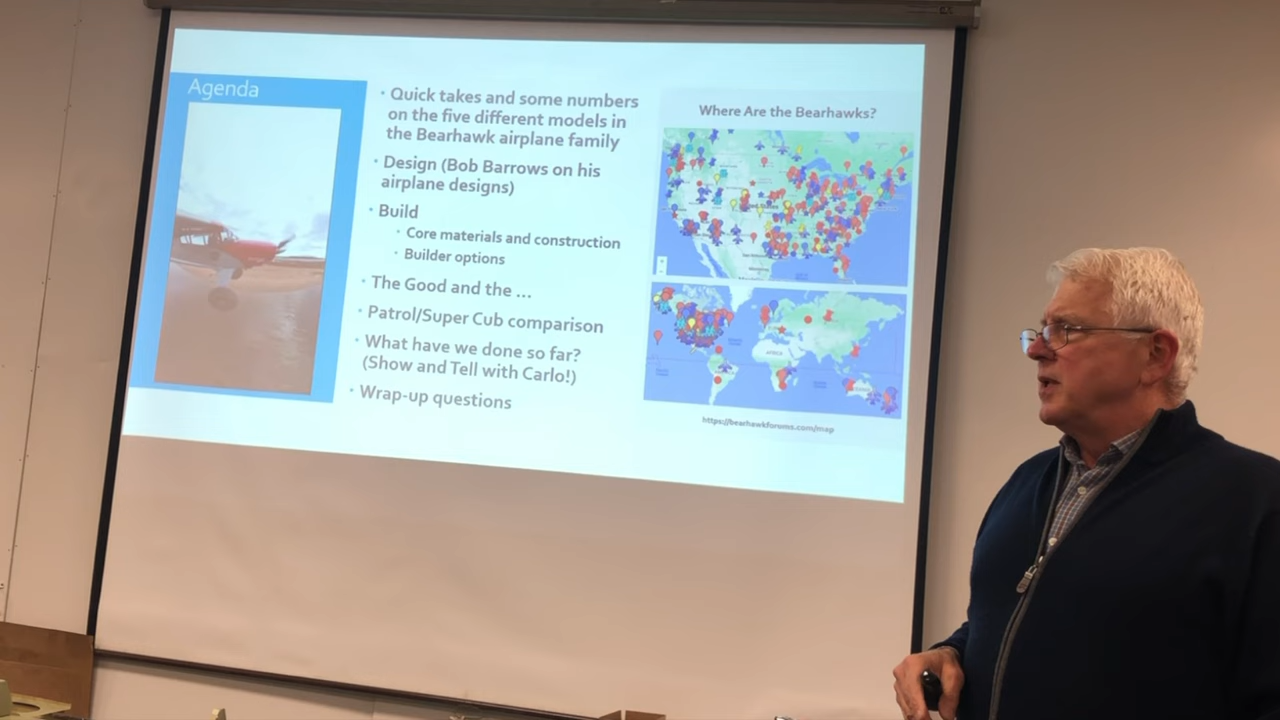 Agenda
• Quick takes and some numbers
on the five different models in
the Bearhawk airplane family
• Design (Bob Barrows on his
airplane designs)
• Build
• Core materials and construction
• Builder options
• The Good and the ...
• Patrol/Super Cub comparison
• What have we done so far?
(Show and Tell with Carlo!)
• Wrap-up questions
Where Are the Bearhawks?
AFRICA
https://bearhawkforums.com/map